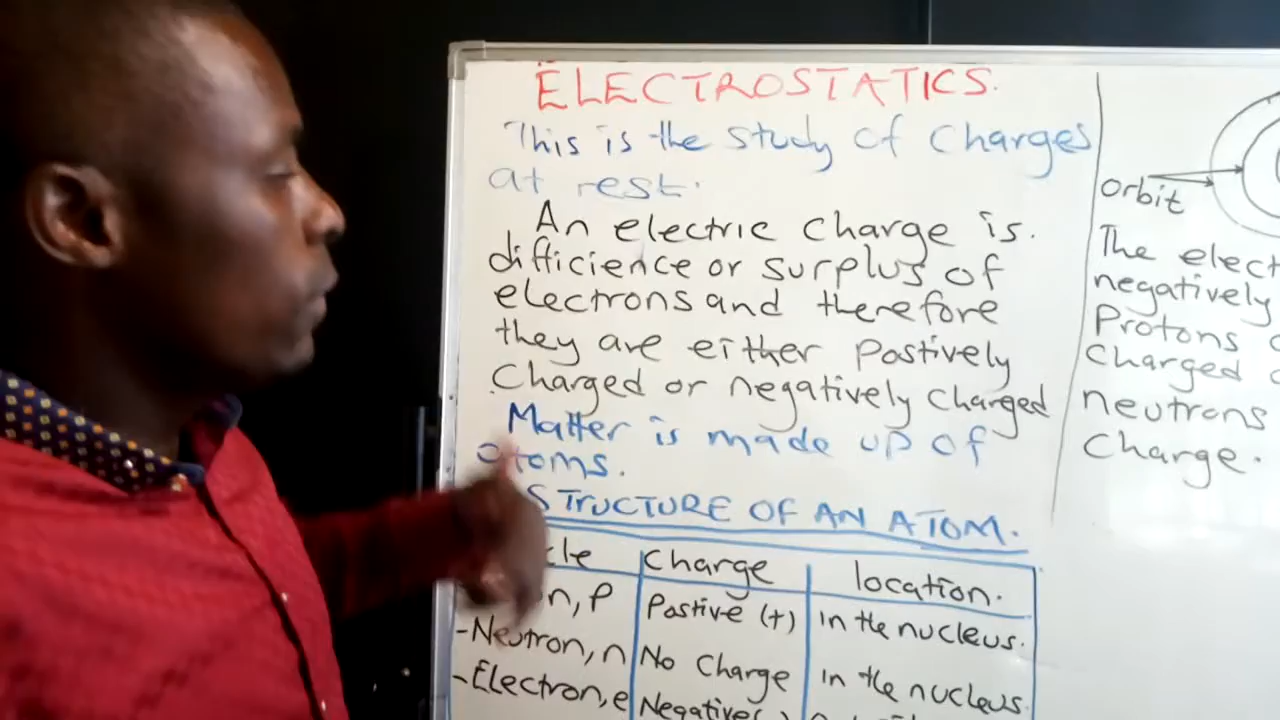 ELECTROSTATICS.
This is the study of charges
at rest.
An electric charge is.
difficience or surplus of
electrons and therefore
they are either postively
charged or negatively charged
Matter is made up of
atoms.
STRUCTURE OF AN ATOM.
cle Charge location.
n, P Postive (+) in the nucleus.
-Neutron, n No Charge in the nucleus
-Electron, e
orbit
The elect
negatively
Protons
Charged
neutrons
Charge.